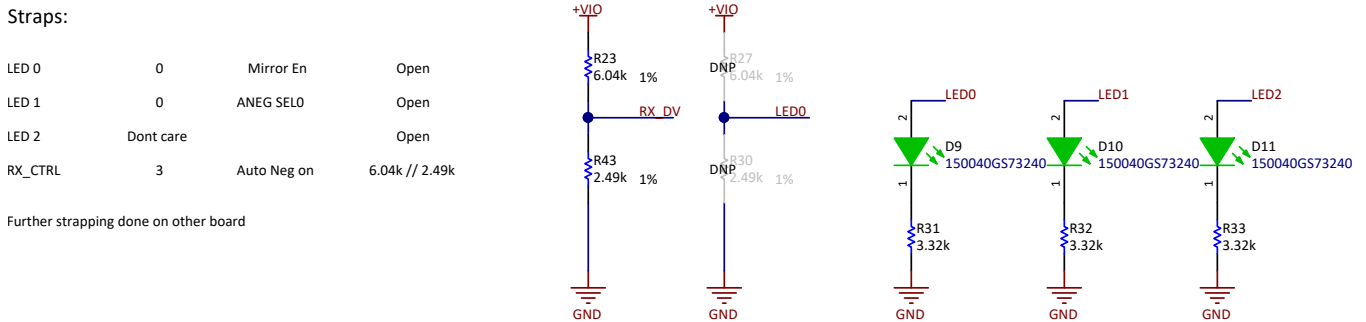 Straps:
LED 0 0 Mirror En Open
LED 1 0 ANEG SEL0 Open
LED 2 Dont care Open
RX_CTRL 3 Auto Neg on 6.04k // 2.49k
Further strapping done on other board
+VIO
R23
6.04k 1%
RX_DV
R43
2.49k 1%
GND
+VIO
R27
DNP
6.04k 1%
LED0
R30
DNP
2.49k 1%
GND
LED0
2
D9
150040GS73240
1
R31
3.32k
GND
LED1
2
D10
150040GS73240
1
R32
3.32k
GND
LED2
2
D11
150040GS73240
1
R33
3.32k
GND